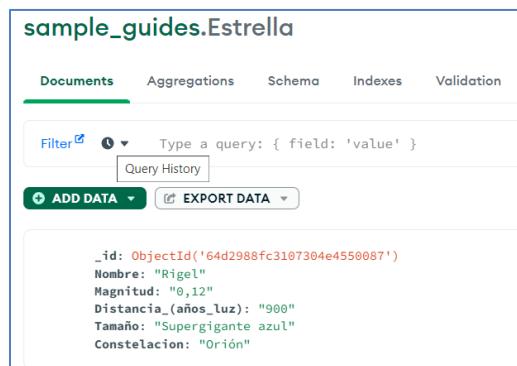 sample_guides.Estrella
Documents Aggregations Schema Indexes Validation
Filter Type a query: { field: 'value' }
Query History
ADD DATA EXPORT DATA
_id: ObjectId('64d2988fc3107304e4550087')
Nombre: "Rigel"
Magnitud: "0,12"
Distancia_(años_luz): "900"
Tamaño: "Supergigante azul"
Constelacion: "Orión"